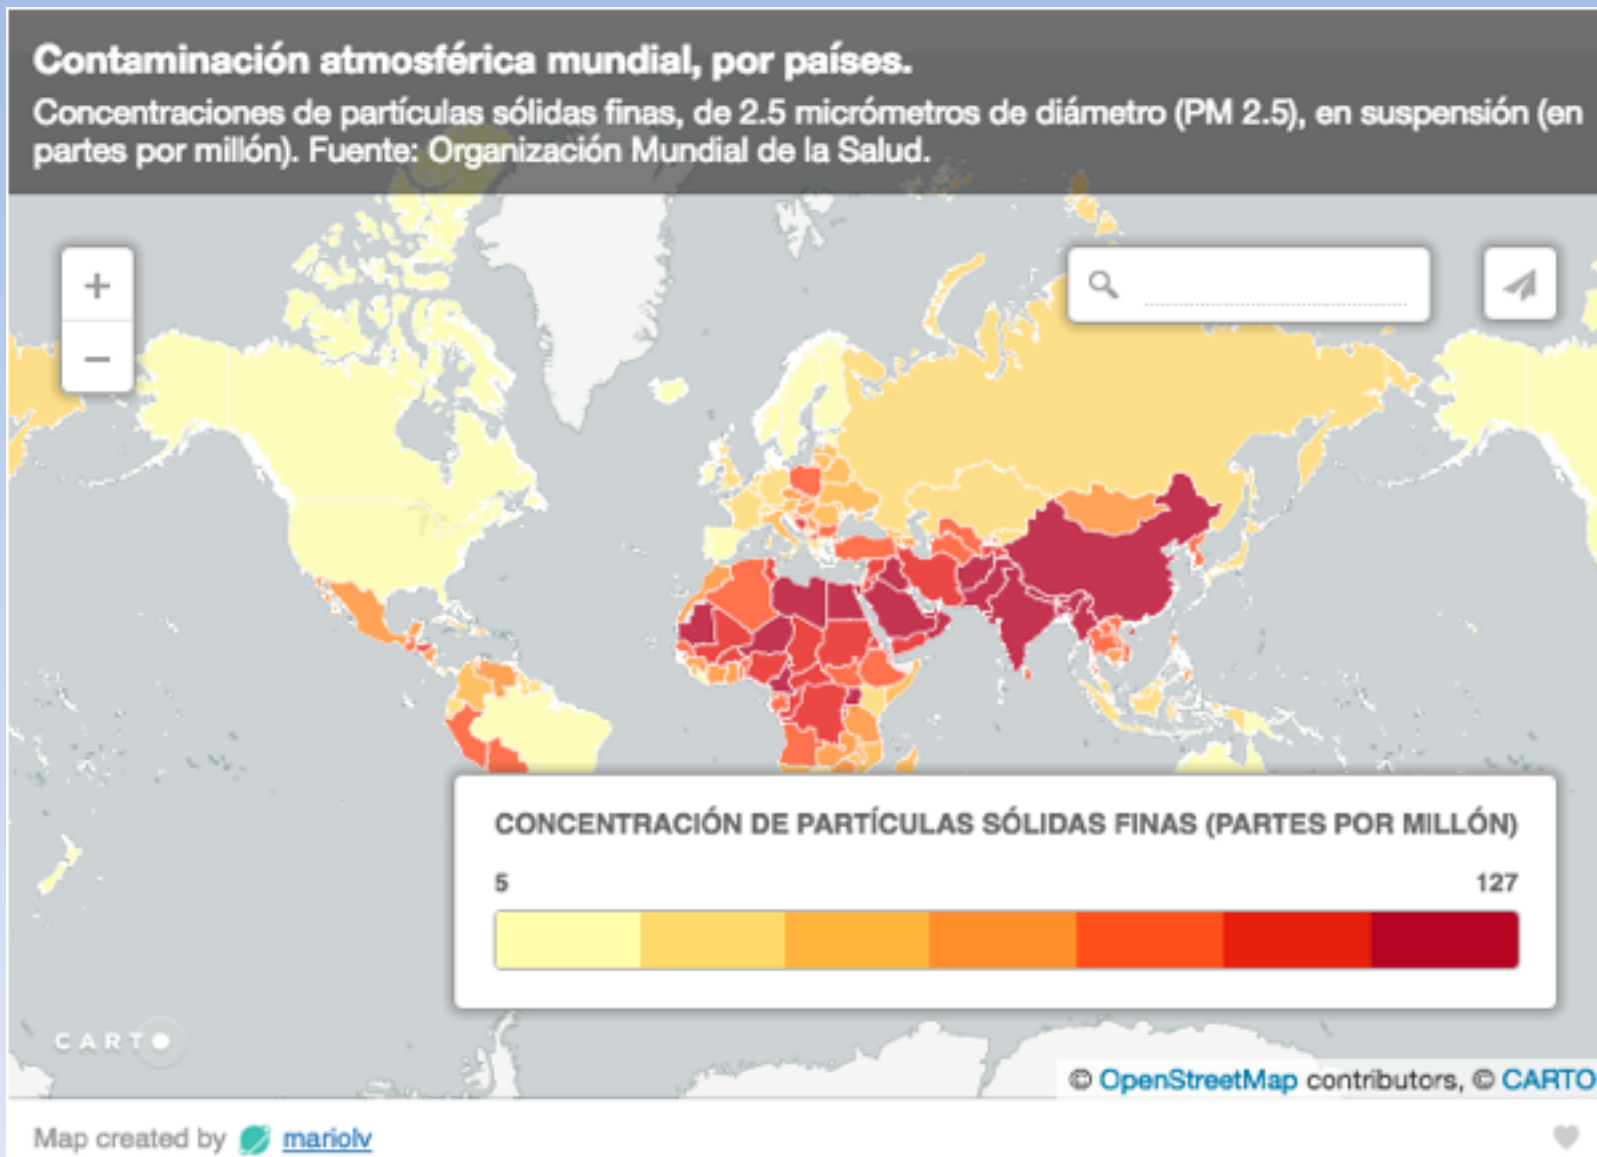 Contaminación atmosférica mundial, por países.
Concentraciones de partículas sólidas finas, de 2.5 micrómetros de diámetro (PM 2.5), en suspensión (en
partes por millón). Fuente: Organización Mundial de la Salud.
+
−
CONCENTRACIÓN DE PARTÍCULAS SÓLIDAS FINAS (PARTES POR MILLÓN)
5 127
CARTO
© OpenStreetMap contributors, © CARTO
Map created by mariolv